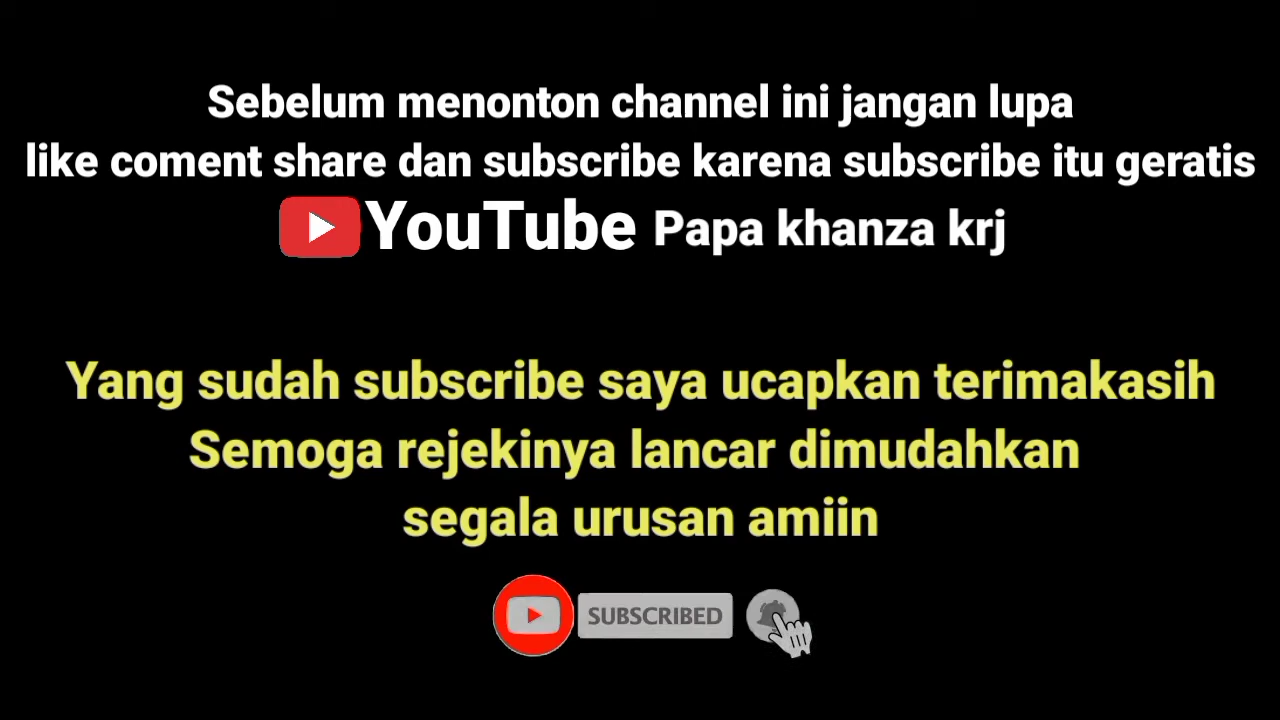 Sebelum menonton channel ini jangan lupa
like coment share dan subscribe karena subscribe itu geratis
YouTube Papa khanza krj
Yang sudah subscribe saya ucapkan terimakasih
Semoga rejekinya lancar dimudahkan
segala urusan amiin
SUBSCRIBED